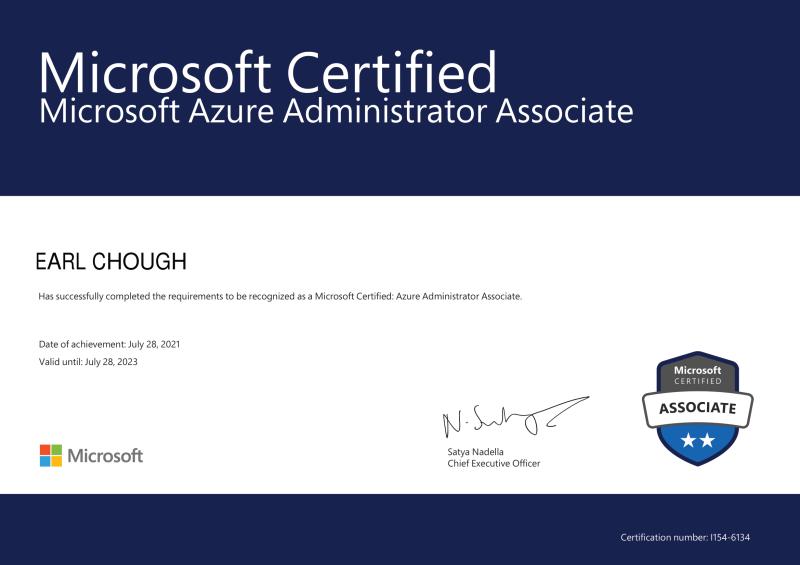 Microsoft Certified
Microsoft Azure Administrator Associate
EARL CHOUGH
Has successfully completed the requirements to be recognized as a Microsoft Certified: Azure Administrator Associate.
Date of achievement: July 28, 2021
Valid until: July 28, 2023
Microsoft
CERTIFIED
ASSOCIATE
N. Satya
Satya Nadella
Chief Executive Officer
Microsoft
Certification number: I154-6134